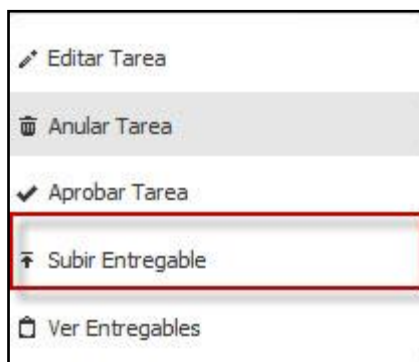 Editar Tarea
Anular Tarea
Aprobar Tarea
Subir Entregable
Ver Entregables